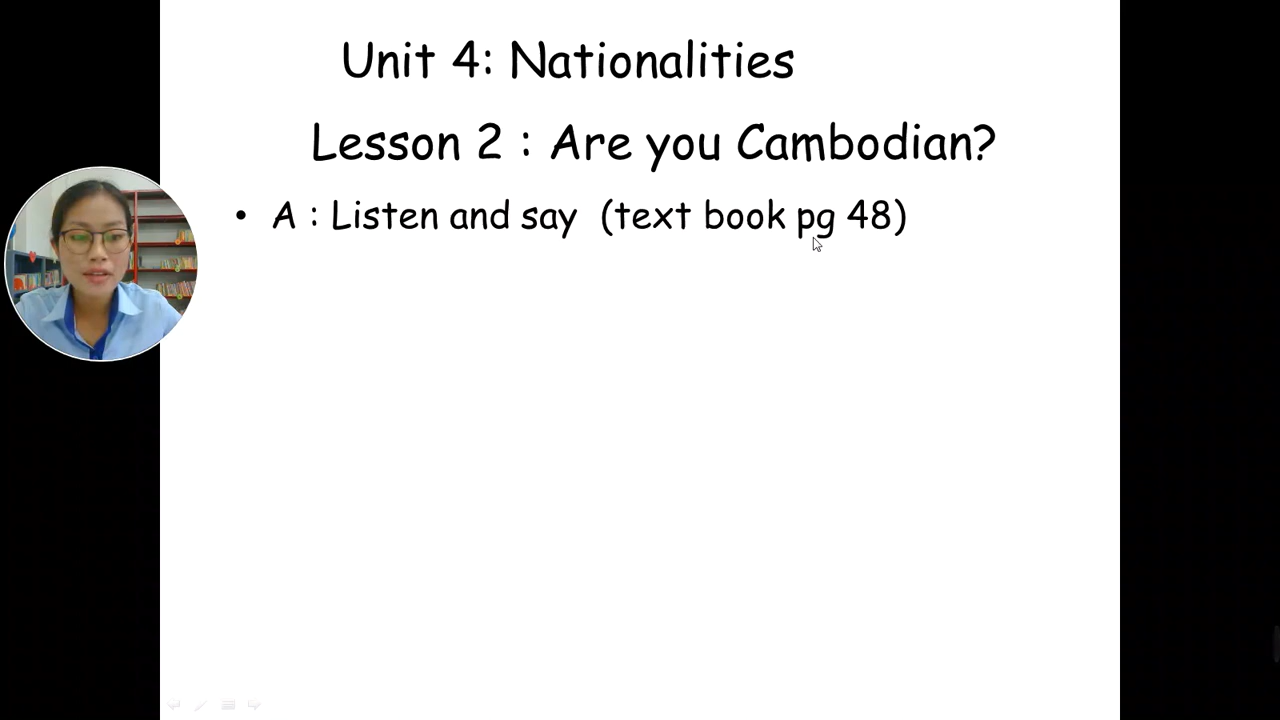 Unit 4: Nationalities
Lesson 2 : Are you Cambodian?
• A : Listen and say (text book pg 48)